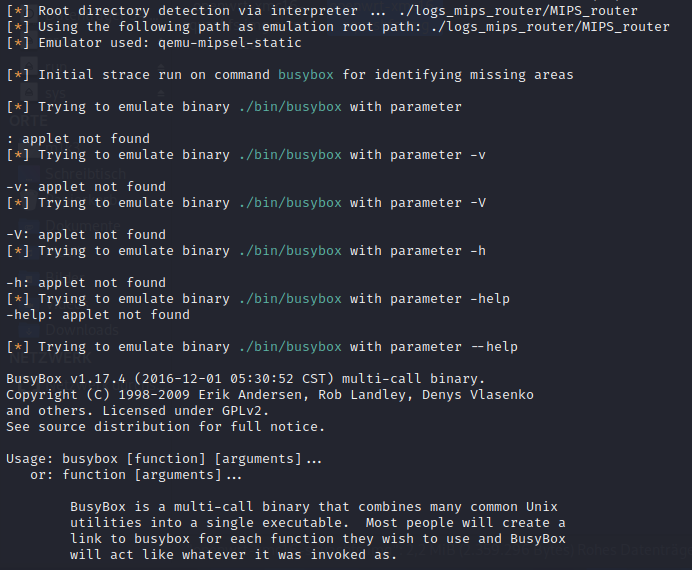 [*] Root directory detection via interpreter ... ./logs_mips_router/MIPS_router
[*] Using the following path as emulation root path: ./logs_mips_router/MIPS_router
[*] Emulator used: qemu-mipsel-static
[*] Initial strace run on command busybox for identifying missing areas
[*] Trying to emulate binary ./bin/busybox with parameter
: applet not found
[*] Trying to emulate binary ./bin/busybox with parameter -v
-v: applet not found
[*] Trying to emulate binary ./bin/busybox with parameter -V
-V: applet not found
[*] Trying to emulate binary ./bin/busybox with parameter -h
-h: applet not found
[*] Trying to emulate binary ./bin/busybox with parameter -help
-help: applet not found
[*] Trying to emulate binary ./bin/busybox with parameter --help
BusyBox v1.17.4 (2016-12-01 05:30:52 CST) multi-call binary.
Copyright (C) 1998-2009 Erik Andersen, Rob Landley, Denys Vlasenko
and others. Licensed under GPLv2.
See source distribution for full notice.
Usage: busybox [function] [arguments]...
or: function [arguments]...
BusyBox is a multi-call binary that combines many common Unix
utilities into a single executable.  Most people will create a
link to busybox for each function they wish to use and BusyBox
will act like whatever it was invoked as.